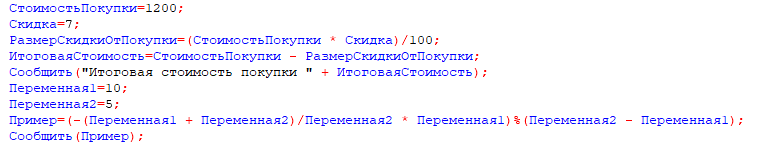 СтоимостьПокупки=1200;
Скидка=7;
РазмерСкидкиОтПокупки=(СтоимостьПокупки * Скидка)/100;
ИтоговаяСтоимость=СтоимостьПокупки - РазмерСкидкиОтПокупки;
Сообщить("Итоговая стоимость покупки " + ИтоговаяСтоимость);
Переменная1=10;
Переменная2=5;
Пример=(-(Переменная1 + Переменная2)/Переменная2 * Переменная1)%(Переменная2 - Переменная1);
Сообщить(Пример);